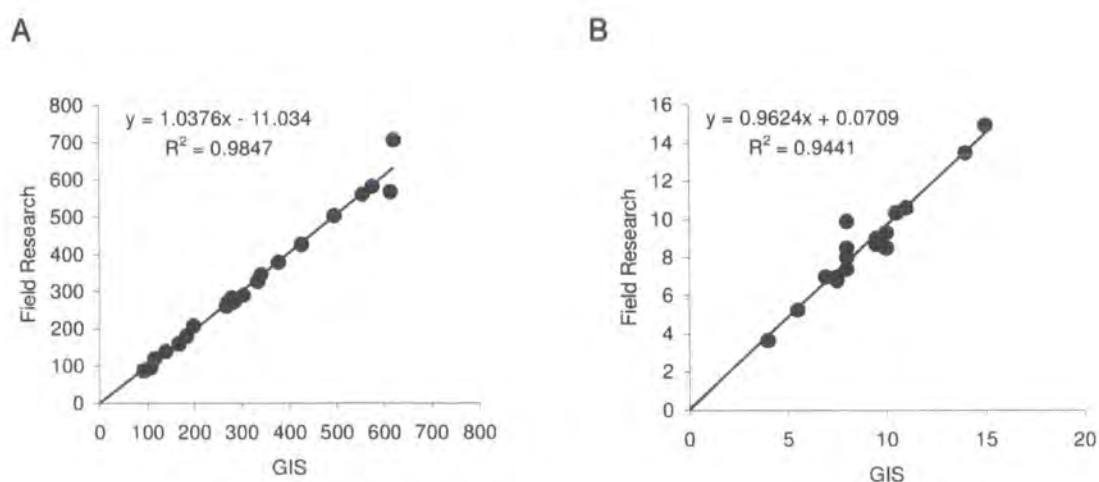 A
y = 1.0376x - 11.034
R² = 0.9847
800
700
600
500
400
300
200
100
0
Field Research
0 100 200 300 400 500 600 700 800
GIS
B
y = 0.9624x + 0.0709
R² = 0.9441
16
14
12
10
8
6
4
2
0
Field Research
0 5 10 15 20
GIS